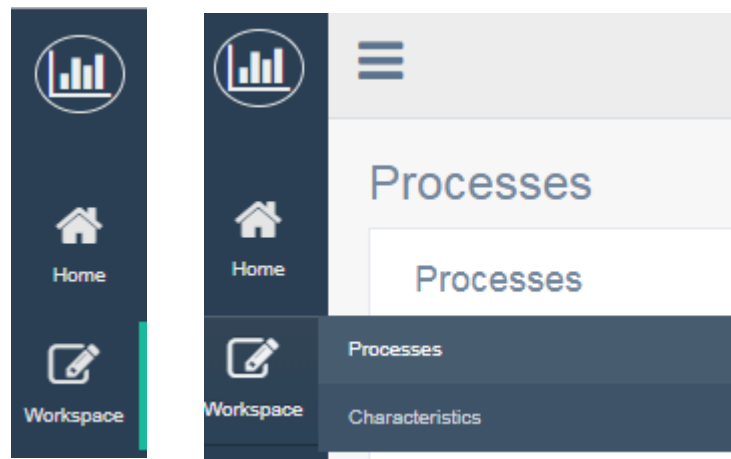 Home
Workspace
Processes
Home
Processes
Workspace
Processes
Characteristics